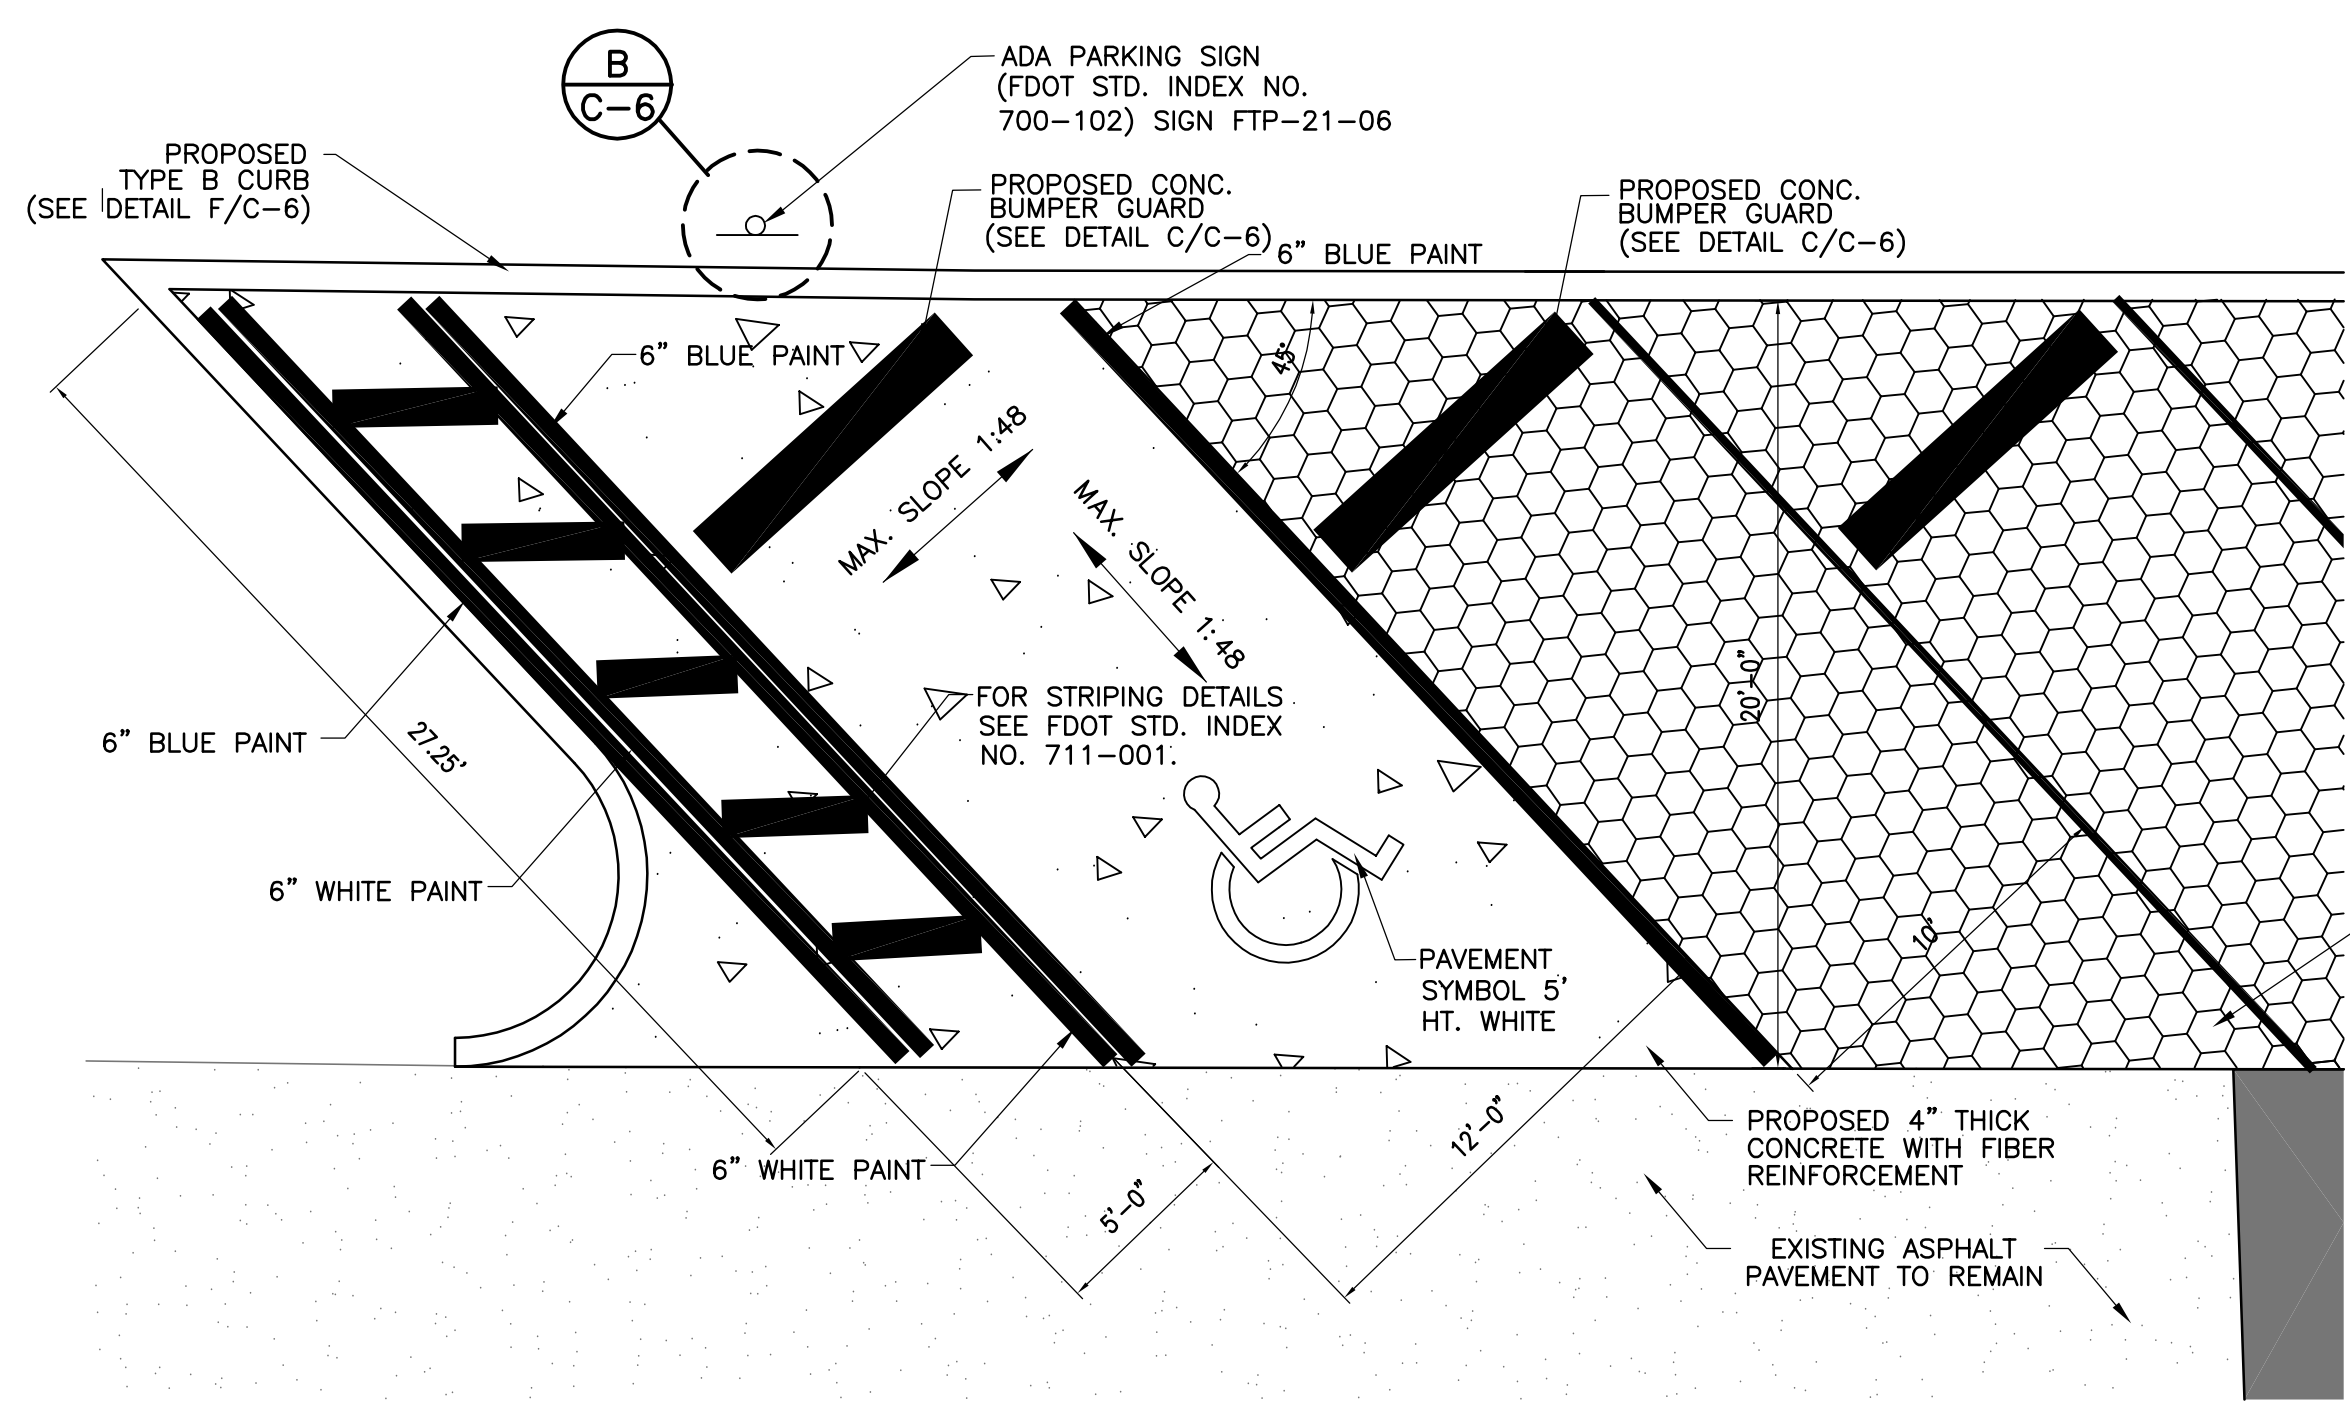 B
C-6
ADA PARKING SIGN
(FDOT STD. INDEX NO.
700-102) SIGN FTP-21-06
PROPOSED
TYPE B CURB
(SEE DETAIL F/C-6)
PROPOSED CONC.
BUMPER GUARD
(SEE DETAIL C/C-6)
6" BLUE PAINT
PROPOSED CONC.
BUMPER GUARD
(SEE DETAIL C/C-6)
6" BLUE PAINT
45°
MAX. SLOPE 1:48
MAX. SLOPE 1:48
FOR STRIPING DETAILS
SEE FDOT STD. INDEX
NO. 711-001.
20'-0"
6" BLUE PAINT
27.25'
6" WHITE PAINT
10'
PAVEMENT
SYMBOL 5'
HT. WHITE
6" WHITE PAINT
5'-0"
12'-0"
PROPOSED 4" THICK
CONCRETE WITH FIBER
REINFORCEMENT
EXISTING ASPHALT
PAVEMENT TO REMAIN